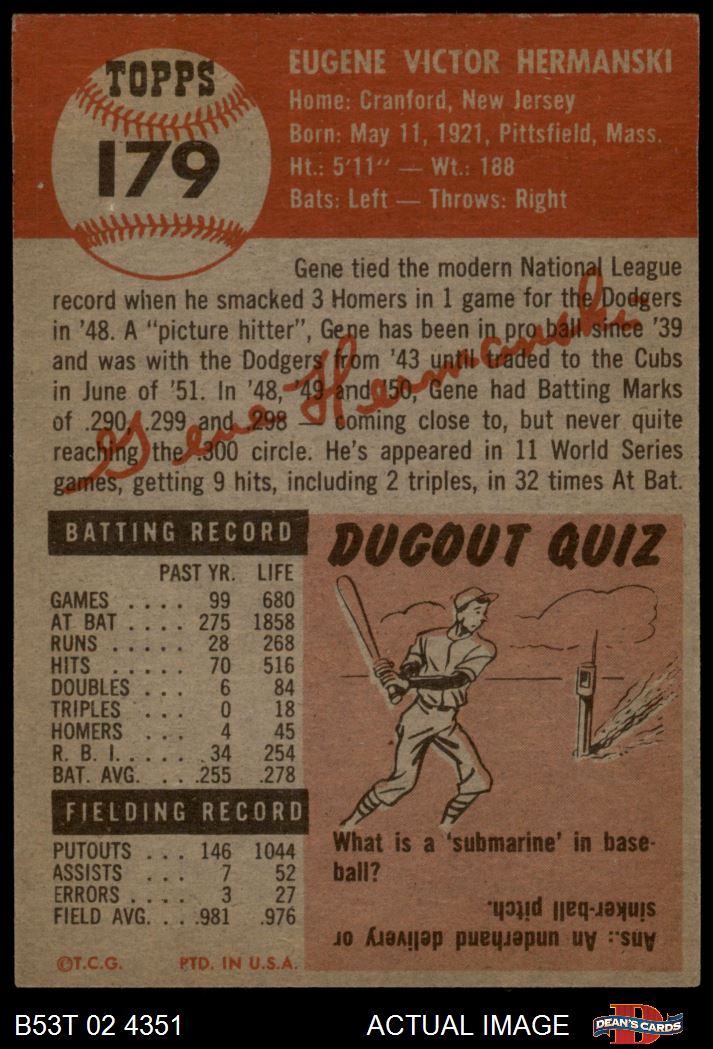 TOPPS
179
EUGENE VICTOR HERMANSKI
Home: Cranford, New Jersey
Born: May 11, 1921, Pittsfield, Mass.
Ht.: 5'11" — Wt.: 188
Bats: Left — Throws: Right
Gene tied the modern National League
record when he smacked 3 Homers in 1 game for the Dodgers
in '48. A "picture hitter", Gene has been in pro ball since '39
and was with the Dodgers from '43 until traded to the Cubs
in June of '51. In '48, '49 and '50, Gene had Batting Marks
of .290, .299 and .298 — coming close to, but never quite
reaching the .300 circle. He's appeared in 11 World Series
games, getting 9 hits, including 2 triples, in 32 times At Bat.
Gene Hermanski
BATTING RECORD
PAST YR. LIFE
GAMES . . . . 99 680
AT BAT . . . . 275 1858
RUNS . . . . . 28 268
HITS . . . . . 70 516
DOUBLES . . . 6 84
TRIPLES . . . 0 18
HOMERS . . . 4 45
R. B. I. . . . . . 34 254
BAT. AVG. . . . .255 .278
FIELDING RECORD
PUTOUTS . . . 146 1044
ASSISTS . . . 7 52
ERRORS . . . . 3 27
FIELD AVG. . . .981 .976
©T.C.G. PTD. IN U.S.A.
DUGOUT QUIZ
What is a 'submarine' in base-
ball?
Ans.: An underhand delivery or
sinker-ball pitch.
B53T 02 4351
ACTUAL IMAGE
D
DEAN'S CARDS